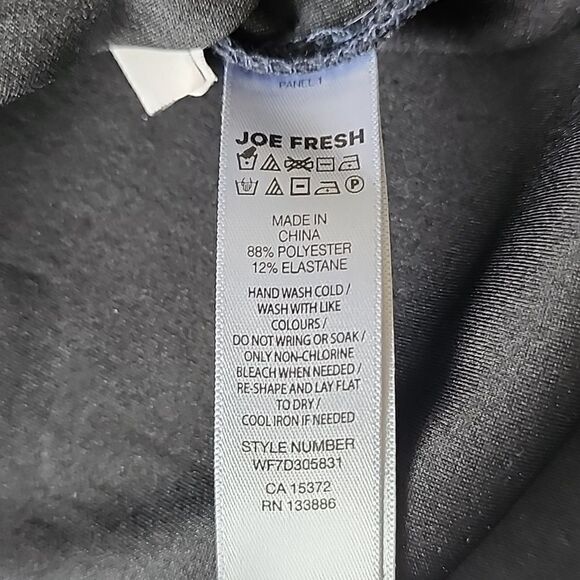 PANEL 1
JOE FRESH
MADE IN
CHINA
88% POLYESTER
12% ELASTANE
HAND WASH COLD /
WASH WITH LIKE
COLOURS /
DO NOT WRING OR SOAK /
ONLY NON-CHLORINE
BLEACH WHEN NEEDED /
RE-SHAPE AND LAY FLAT
TO DRY /
COOL IRON IF NEEDED
STYLE NUMBER
WF7D305831
CA 15372
RN 133886